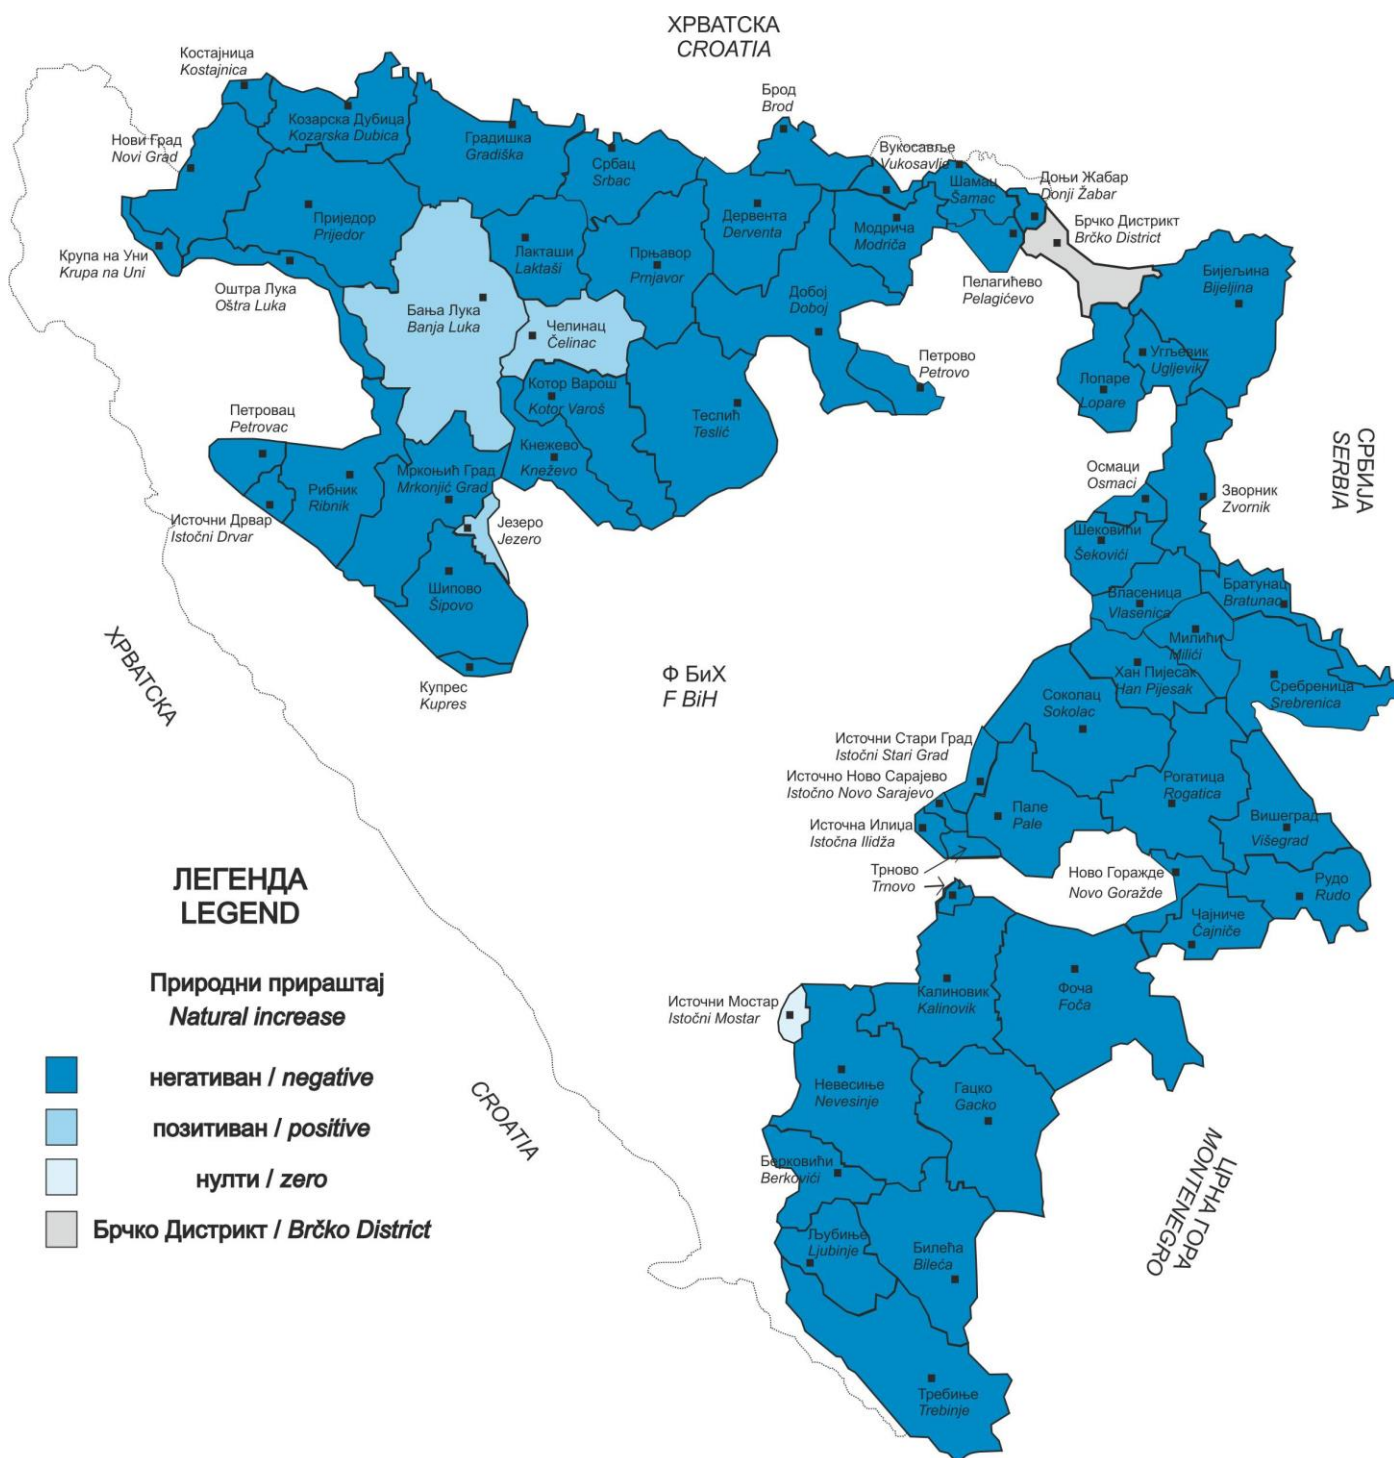 ХРВАТСКА
CROATIA
Костајница
Kostajnica
Козарска Дубица
Kozarska Dubica
Нови Град
Novi Grad
Градишка
Gradiška
Србац
Srbac
Брод
Brod
Вукосавље
Vukosavlje
Шамац
Šamac
Доњи Жабар
Donji Žabar
Брчко Дистрикт
Brčko District
Приједор
Prijedor
Дервента
Derventa
Модрича
Modriča
Крупа на Уни
Krupa na Uni
Лакташи
Laktaši
Прњавор
Prnjavor
Пелагићево
Pelagićevo
Бијељина
Bijeljina
Оштра Лука
Oštra Luka
Бања Лука
Banja Luka
Добој
Doboj
Челинац
Čelinac
Петрово
Petrovo
Угљевик
Ugljevik
Лопаре
Lopare
Котор Варош
Kotor Varoš
Теслић
Teslić
Петровац
Petrovac
Кнежево
Kneževo
Мркоњић Град
Mrkonjić Grad
Рибник
Ribnik
Источни Дрвар
Istočni Drvar
Језеро
Jezero
Шипово
Šipovo
Купрес
Kupres
СРБИЈА
SERBIA
Осмаци
Osmaci
Зворник
Zvornik
Шековићи
Šekovići
Власеница
Vlasenica
Братунац
Bratunac
Милићи
Milići
Хан Пијесак
Han Pijesak
Сребреница
Srebrenica
Соколац
Sokolac
ХРВАТСКА
CROATIA
Ф БиХ
F BiH
Источни Стари Град
Istočni Stari Grad
Источно Ново Сарајево
Istočno Novo Sarajevo
Источна Илиџа
Istočna Ilidža
Пале
Pale
Рогатица
Rogatica
Вишеград
Višegrad
Трново
Trnovo
Ново Горажде
Novo Goražde
Рудо
Rudo
Чајниче
Čajniče
Калиновик
Kalinovik
Фоча
Foča
Источни Мостар
Istočni Mostar
Невесиње
Nevesinje
Гацко
Gacko
Берковићи
Berkovići
Љубиње
Ljubinje
Билећа
Bileća
Требиње
Trebinje
ЦРНА ГОРА
MONTENEGRO
ЛЕГЕНДА
LEGEND
Природни прираштај
Natural increase
негативан / negative
позитиван / positive
нулти / zero
Брчко Дистрикт / Brčko District